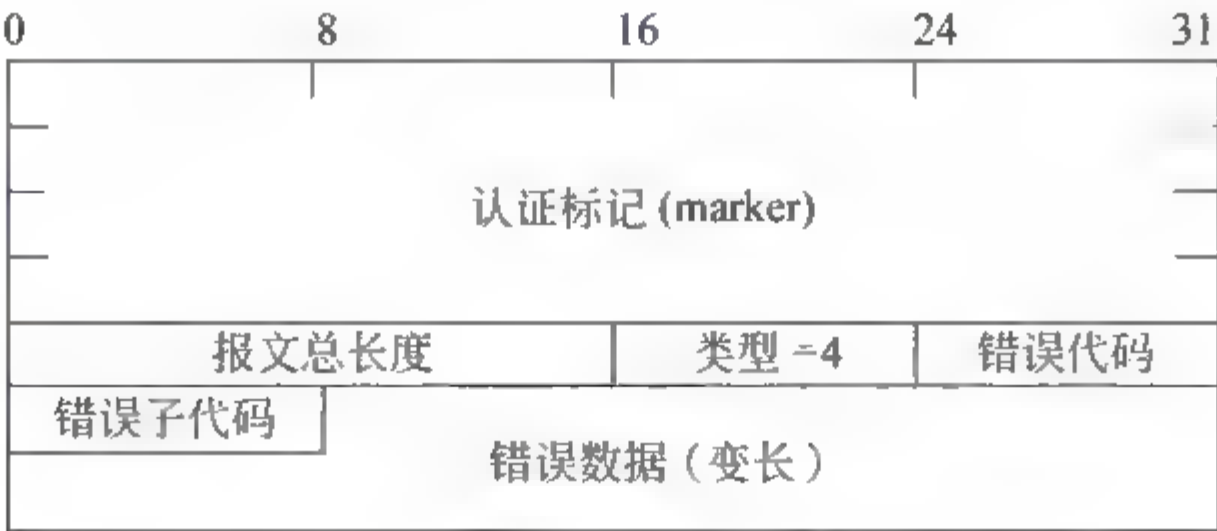 0 8 16 24 31
认证标记 (marker)
报文总长度 类型 =4 错误代码
错误子代码
错误数据（变长）